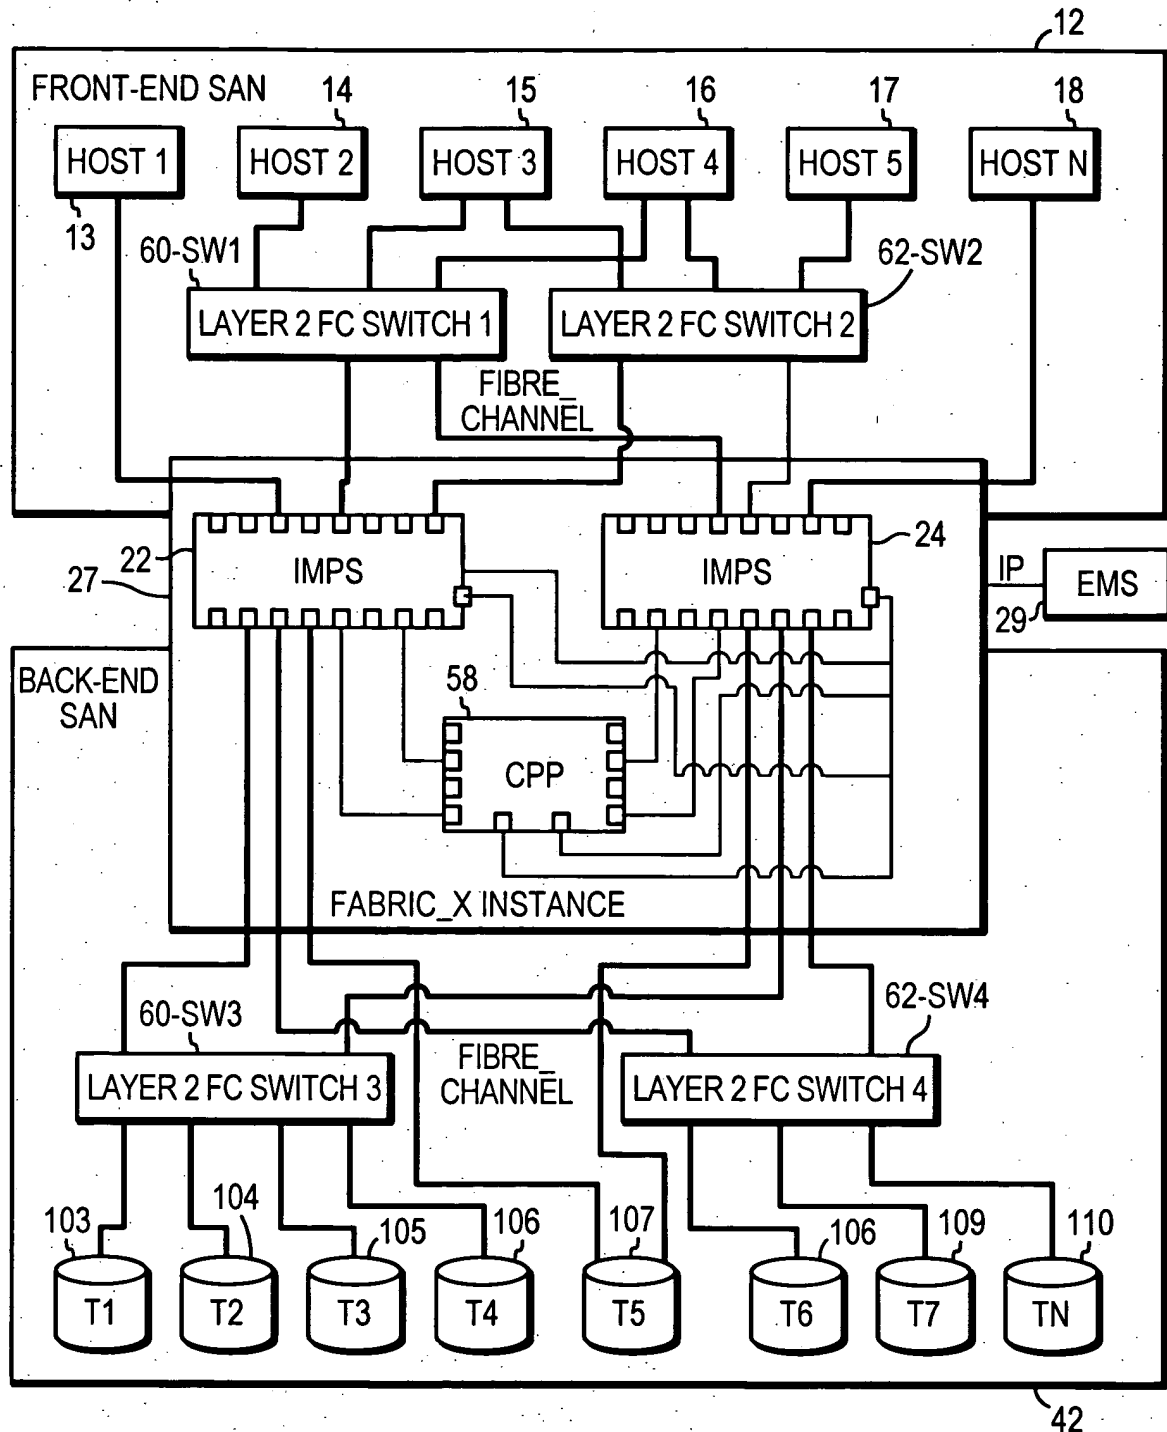 12
FRONT-END SAN
14
15
16
17
18
HOST 1
HOST 2
HOST 3
HOST 4
HOST 5
HOST N
13
60-SW1
62-SW2
LAYER 2 FC SWITCH 1
LAYER 2 FC SWITCH 2
FIBRE_
CHANNEL
22
IMPS
IMPS
24
27
IP
EMS
29
BACK-END
SAN
58
CPP
FABRIC_X INSTANCE
60-SW3
62-SW4
FIBRE_
CHANNEL
LAYER 2 FC SWITCH 3
LAYER 2 FC SWITCH 4
103
104
105
106
107
106
109
110
T1
T2
T3
T4
T5
T6
T7
TN
42